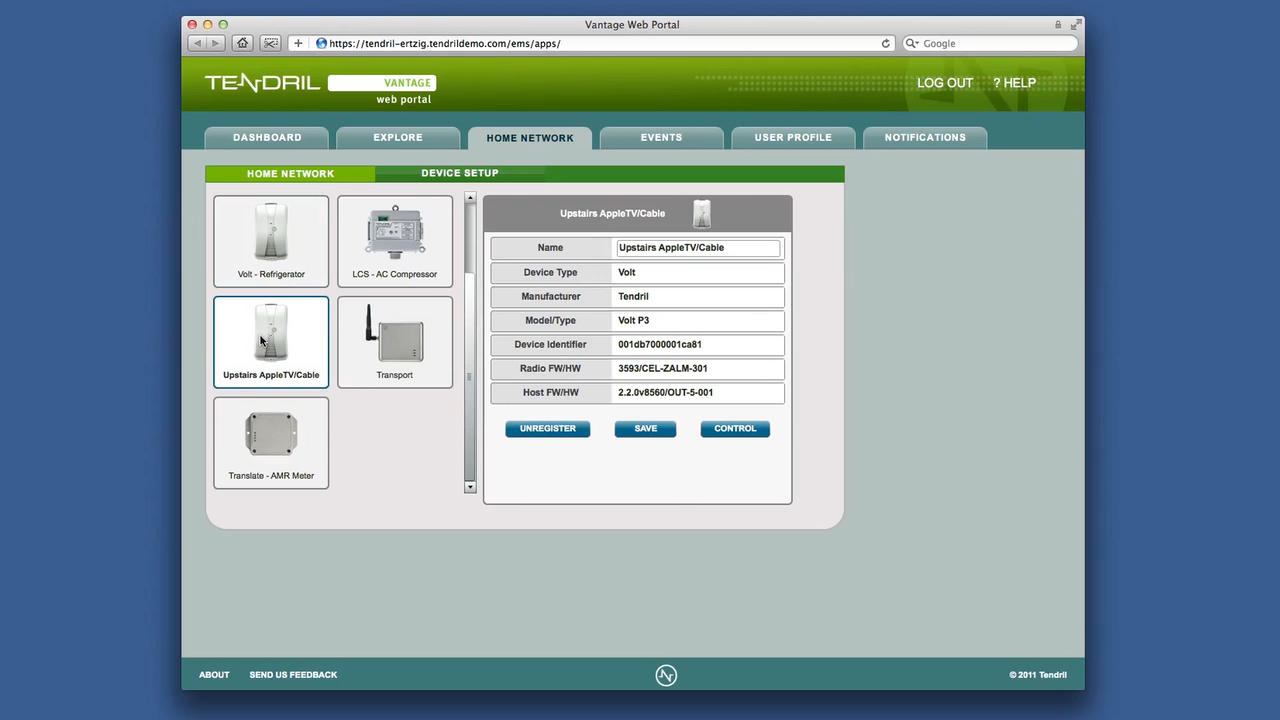 Vantage Web Portal
https://tendril-ertzig.tendrildemo.com/ems/apps/
Google
TENDRIL VANTAGE
web portal
LOG OUT ? HELP
DASHBOARD EXPLORE HOME NETWORK EVENTS USER PROFILE NOTIFICATIONS
HOME NETWORK DEVICE SETUP
Volt - Refrigerator
LCS - AC Compressor
Upstairs AppleTV/Cable
Transport
Translate - AMR Meter
Upstairs AppleTV/Cable
Name Upstairs AppleTV/Cable
Device Type Volt
Manufacturer Tendril
Model/Type Volt P3
Device Identifier 001db7000001ca81
Radio FW/HW 3593/CEL-ZALM-301
Host FW/HW 2.2.0v8560/OUT-5-001
UNREGISTER SAVE CONTROL
ABOUT SEND US FEEDBACK © 2011 Tendril